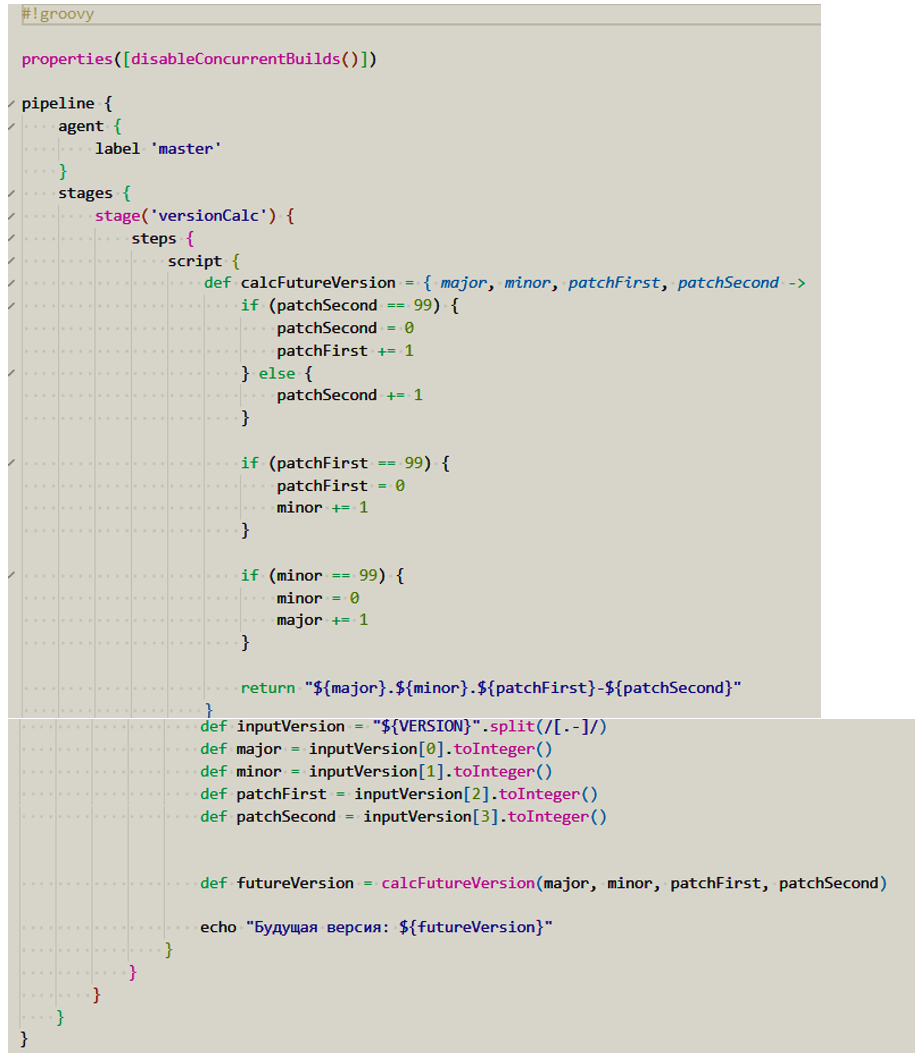 #!groovy
properties([disableConcurrentBuilds()])
pipeline {
    agent {
        label 'master'
    }
    stages {
        stage('versionCalc') {
            steps {
                script {
                    def calcFutureVersion = { major, minor, patchFirst, patchSecond ->
                        if (patchSecond == 99) {
                            patchSecond = 0
                            patchFirst += 1
                        } else {
                            patchSecond += 1
                        }
                        if (patchFirst == 99) {
                            patchFirst = 0
                            minor += 1
                        }
                        if (minor == 99) {
                            minor = 0
                            major += 1
                        }
                        return "${major}.${minor}.${patchFirst}-${patchSecond}"
                    }
                    def inputVersion = "${VERSION}".split(/[.-]/)
                    def major = inputVersion[0].toInteger()
                    def minor = inputVersion[1].toInteger()
                    def patchFirst = inputVersion[2].toInteger()
                    def patchSecond = inputVersion[3].toInteger()
                    def futureVersion = calcFutureVersion(major, minor, patchFirst, patchSecond)
                    echo "Будущая версия: ${futureVersion}"
                }
            }
        }
    }
}